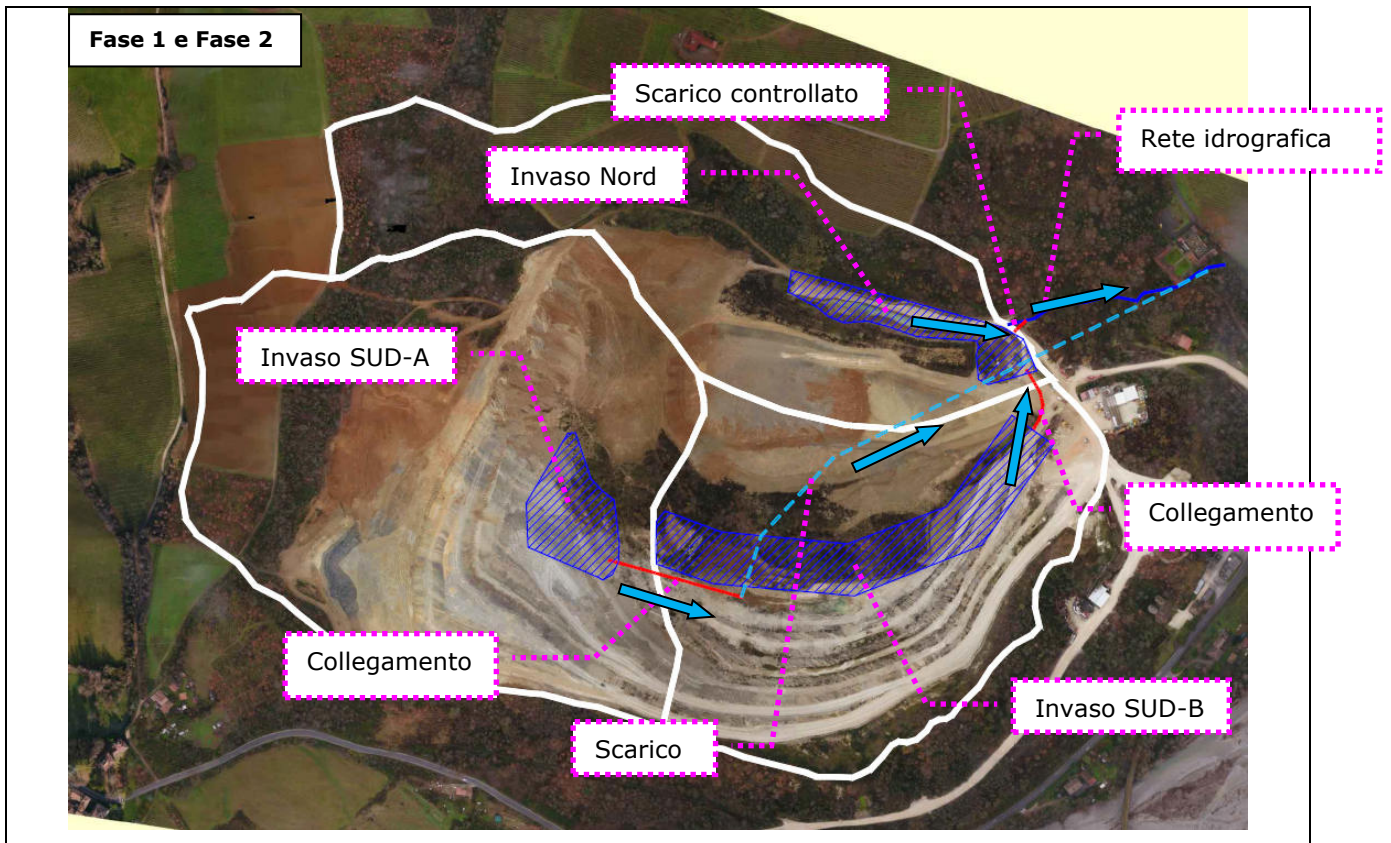 Fase 1 e Fase 2
Scarico controllato
Rete idrografica
Invaso Nord
Invaso SUD-A
Collegamento
Collegamento
Invaso SUD-B
Scarico